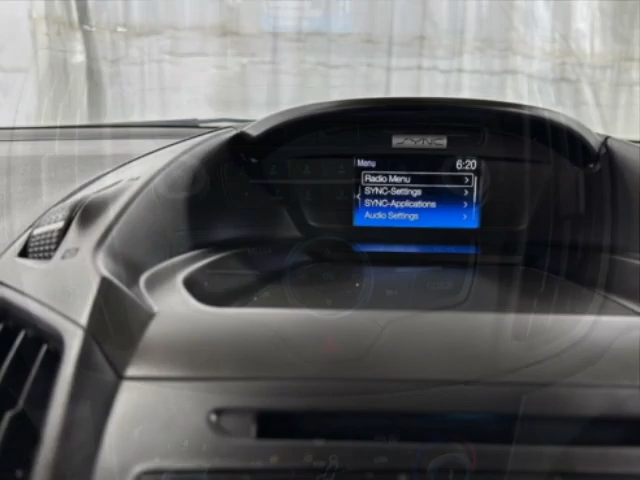 SYNC
Menu 6:20
Radio Menu >
SYNC-Settings >
SYNC-Applications >
Audio Settings >